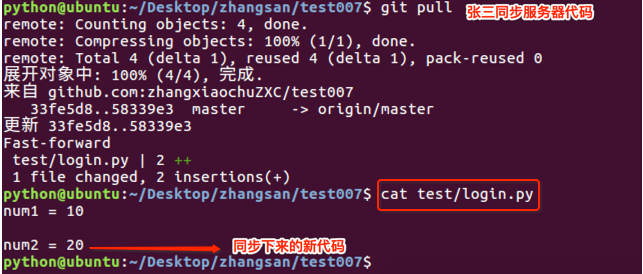 python@ubuntu:~/Desktop/zhangsan/test007$ git pull 张三同步服务器代码
remote: Counting objects: 4, done.
remote: Compressing objects: 100% (1/1), done.
remote: Total 4 (delta 1), reused 4 (delta 1), pack-reused 0
展开对象中: 100% (4/4), 完成.
来自 github.com:zhangxiaochuZXC/test007
   33fe5d8..58339e3  master     -> origin/master
更新 33fe5d8..58339e3
Fast-forward
 test/login.py | 2 ++
 1 file changed, 2 insertions(+)
python@ubuntu:~/Desktop/zhangsan/test007$ cat test/login.py
num1 = 10
num2 = 20 同步下来的新代码
python@ubuntu:~/Desktop/zhangsan/test007$